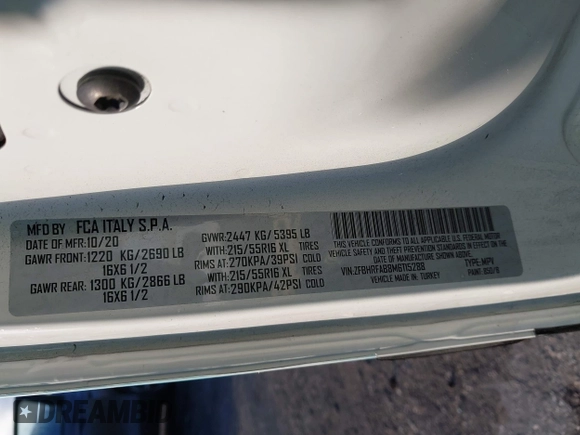 MFD BY FCA ITALY S.P.A.
DATE OF MFR: 10/20 GVWR: 2447 KG/ 5395 LB
GAWR FRONT: 1220 KG/2690 LB WITH: 215/55R16 XL TIRES
16X6 1/2 RIMS AT: 270KPA/39PSI COLD
GAWR REAR: 1300 KG/2866 LB WITH: 215/55R16 XL TIRES
16X6 1/2 RIMS AT: 290KPA/42PSI COLD
THIS VEHICLE CONFORMS TO ALL APPLICABLE U.S. FEDERAL MOTOR
VEHICLE SAFETY STANDARDS IN EFFECT ON THE
DATE OF MANUFACTURE SHOWN ABOVE.
VIN: ZFBHRFAB8M6T15288 TYPE: MPV
VEHICLE MADE IN: TURKEY PAINT:
DREAMBID